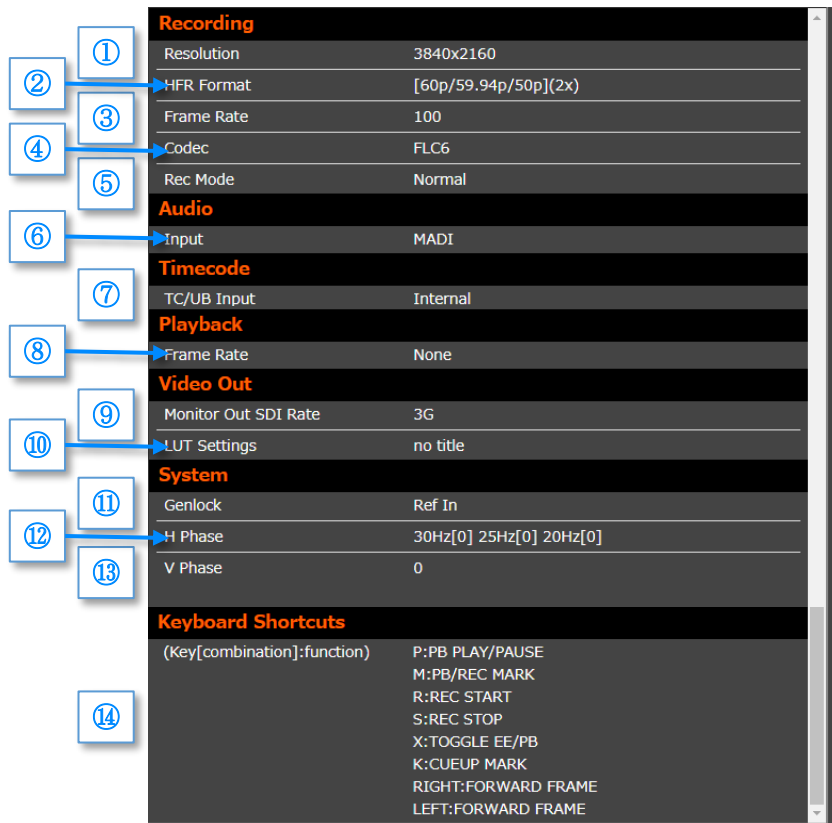 Recording
① Resolution 3840x2160
② HFR Format [60p/59.94p/50p](2x)
③ Frame Rate 100
④ Codec FLC6
⑤ Rec Mode Normal
Audio
⑥ Input MADI
Timecode
⑦ TC/UB Input Internal
Playback
⑧ Frame Rate None
Video Out
⑨ Monitor Out SDI Rate 3G
⑩ LUT Settings no title
System
⑪ Genlock Ref In
⑫ H Phase 30Hz[0] 25Hz[0] 20Hz[0]
⑬ V Phase 0
Keyboard Shortcuts
(Key[combination]:function) P:PB PLAY/PAUSE
M:PB/REC MARK
R:REC START
⑭ S:REC STOP
X:TOGGLE EE/PB
K:CUEUP MARK
RIGHT:FORWARD FRAME
LEFT:FORWARD FRAME